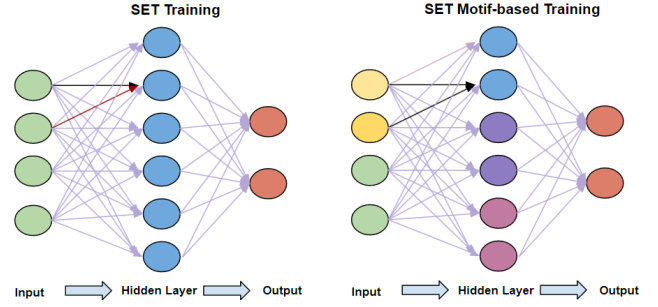 SET Training
SET Motif-based Training
Input Hidden Layer Output
Input Hidden Layer Output